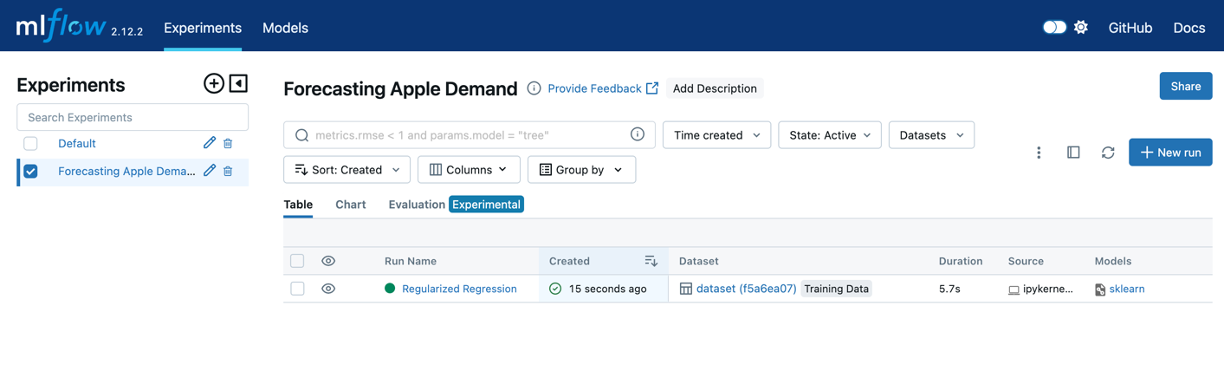 mlflow 2.12.2 Experiments Models GitHub Docs
Experiments
Search Experiments
Default
Forecasting Apple Dema...
Forecasting Apple Demand Provide Feedback Add Description
Share
metrics.rmse < 1 and params.model = "tree" Time created State: Active Datasets
New run
Sort: Created Columns Group by
Table Chart Evaluation Experimental
Run Name Created Dataset Duration Source Models
Regularized Regression 15 seconds ago dataset (f5a6ea07) Training Data 5.7s ipykerne... sklearn